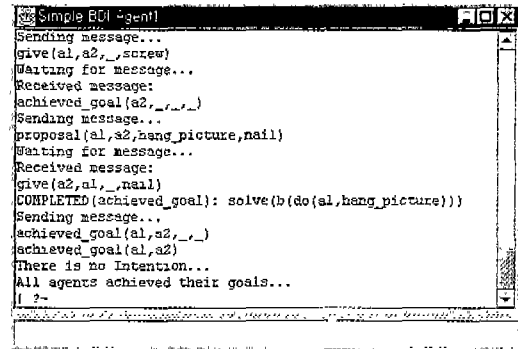 Simple BDI Agent1
Sending message...
give(a1,a2,_,screw)
Waiting for message...
Received message:
achieved_goal(a2,_,_,_)
Sending message...
proposal(a1,a2,hang_picture,nail)
Waiting for message...
Received message:
give(a2,a1,_,nail)
COMPLETED(achieved_goal): solve(b(do(a1,hang_picture)))
Sending message...
achieved_goal(a1,a2,_,_)
achieved_goal(a1,a2)
There is no Intention...
All agents achieved their goals...
| ?-